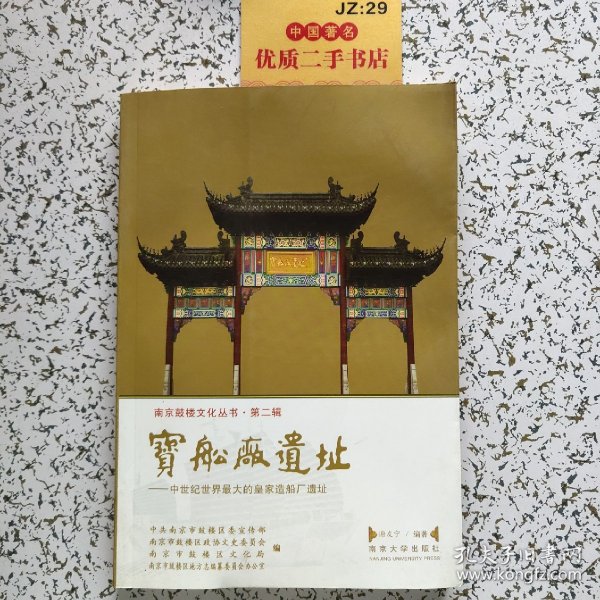 JZ:29
中国著名
优质二手书店
南京鼓楼文化丛书·第二辑
寶船廠遺址
——中世纪世界最大的皇家造船厂遗址
中共南京市鼓楼区委宣传部
南京市鼓楼区政协文史委员会
南京市鼓楼区文化局
南京市鼓楼区地方志编纂委员会办公室
编
编著
南京大学出版社
NANJING UNIVERSITY PRESS
孔夫子旧书网
kongfz.com